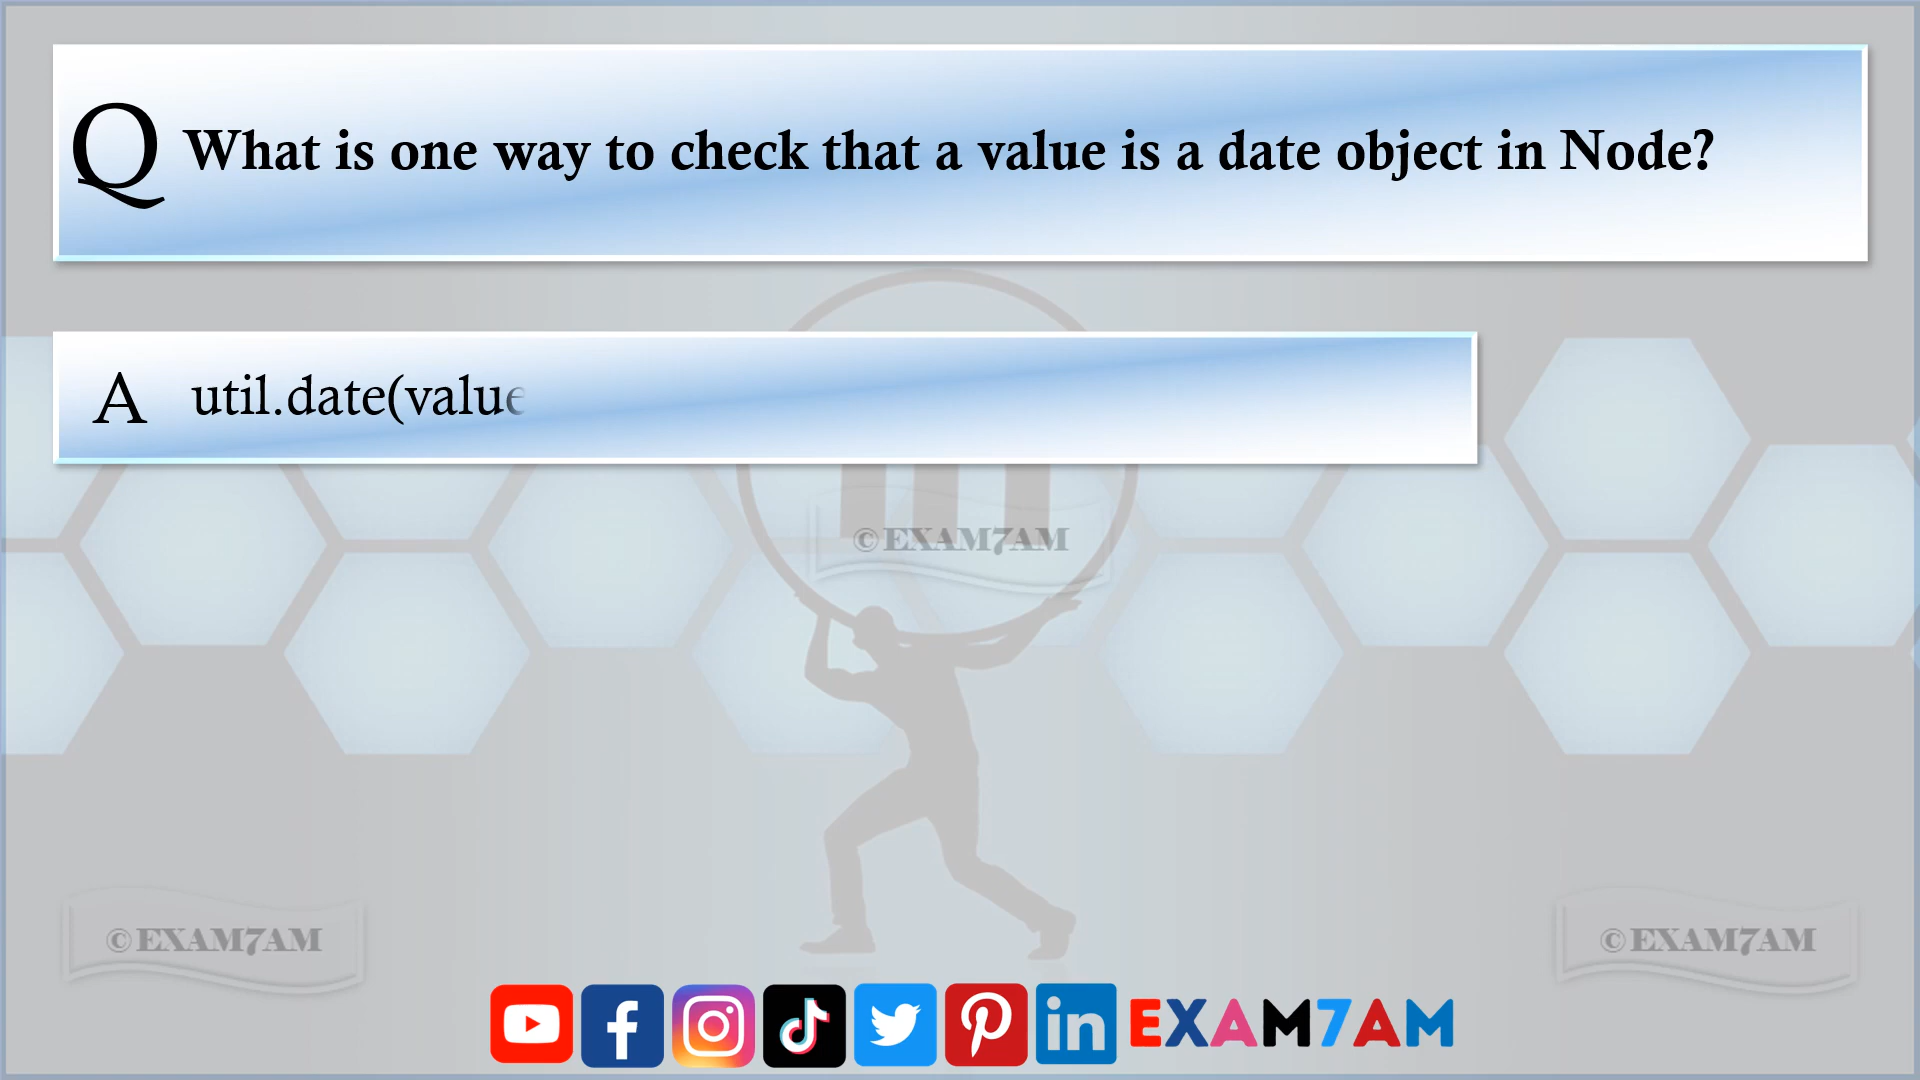 Q What is one way to check that a value is a date object in Node?
A util.date(value
©EXAM7AM
©EXAM7AM
©EXAM7AM
EXAM7AM